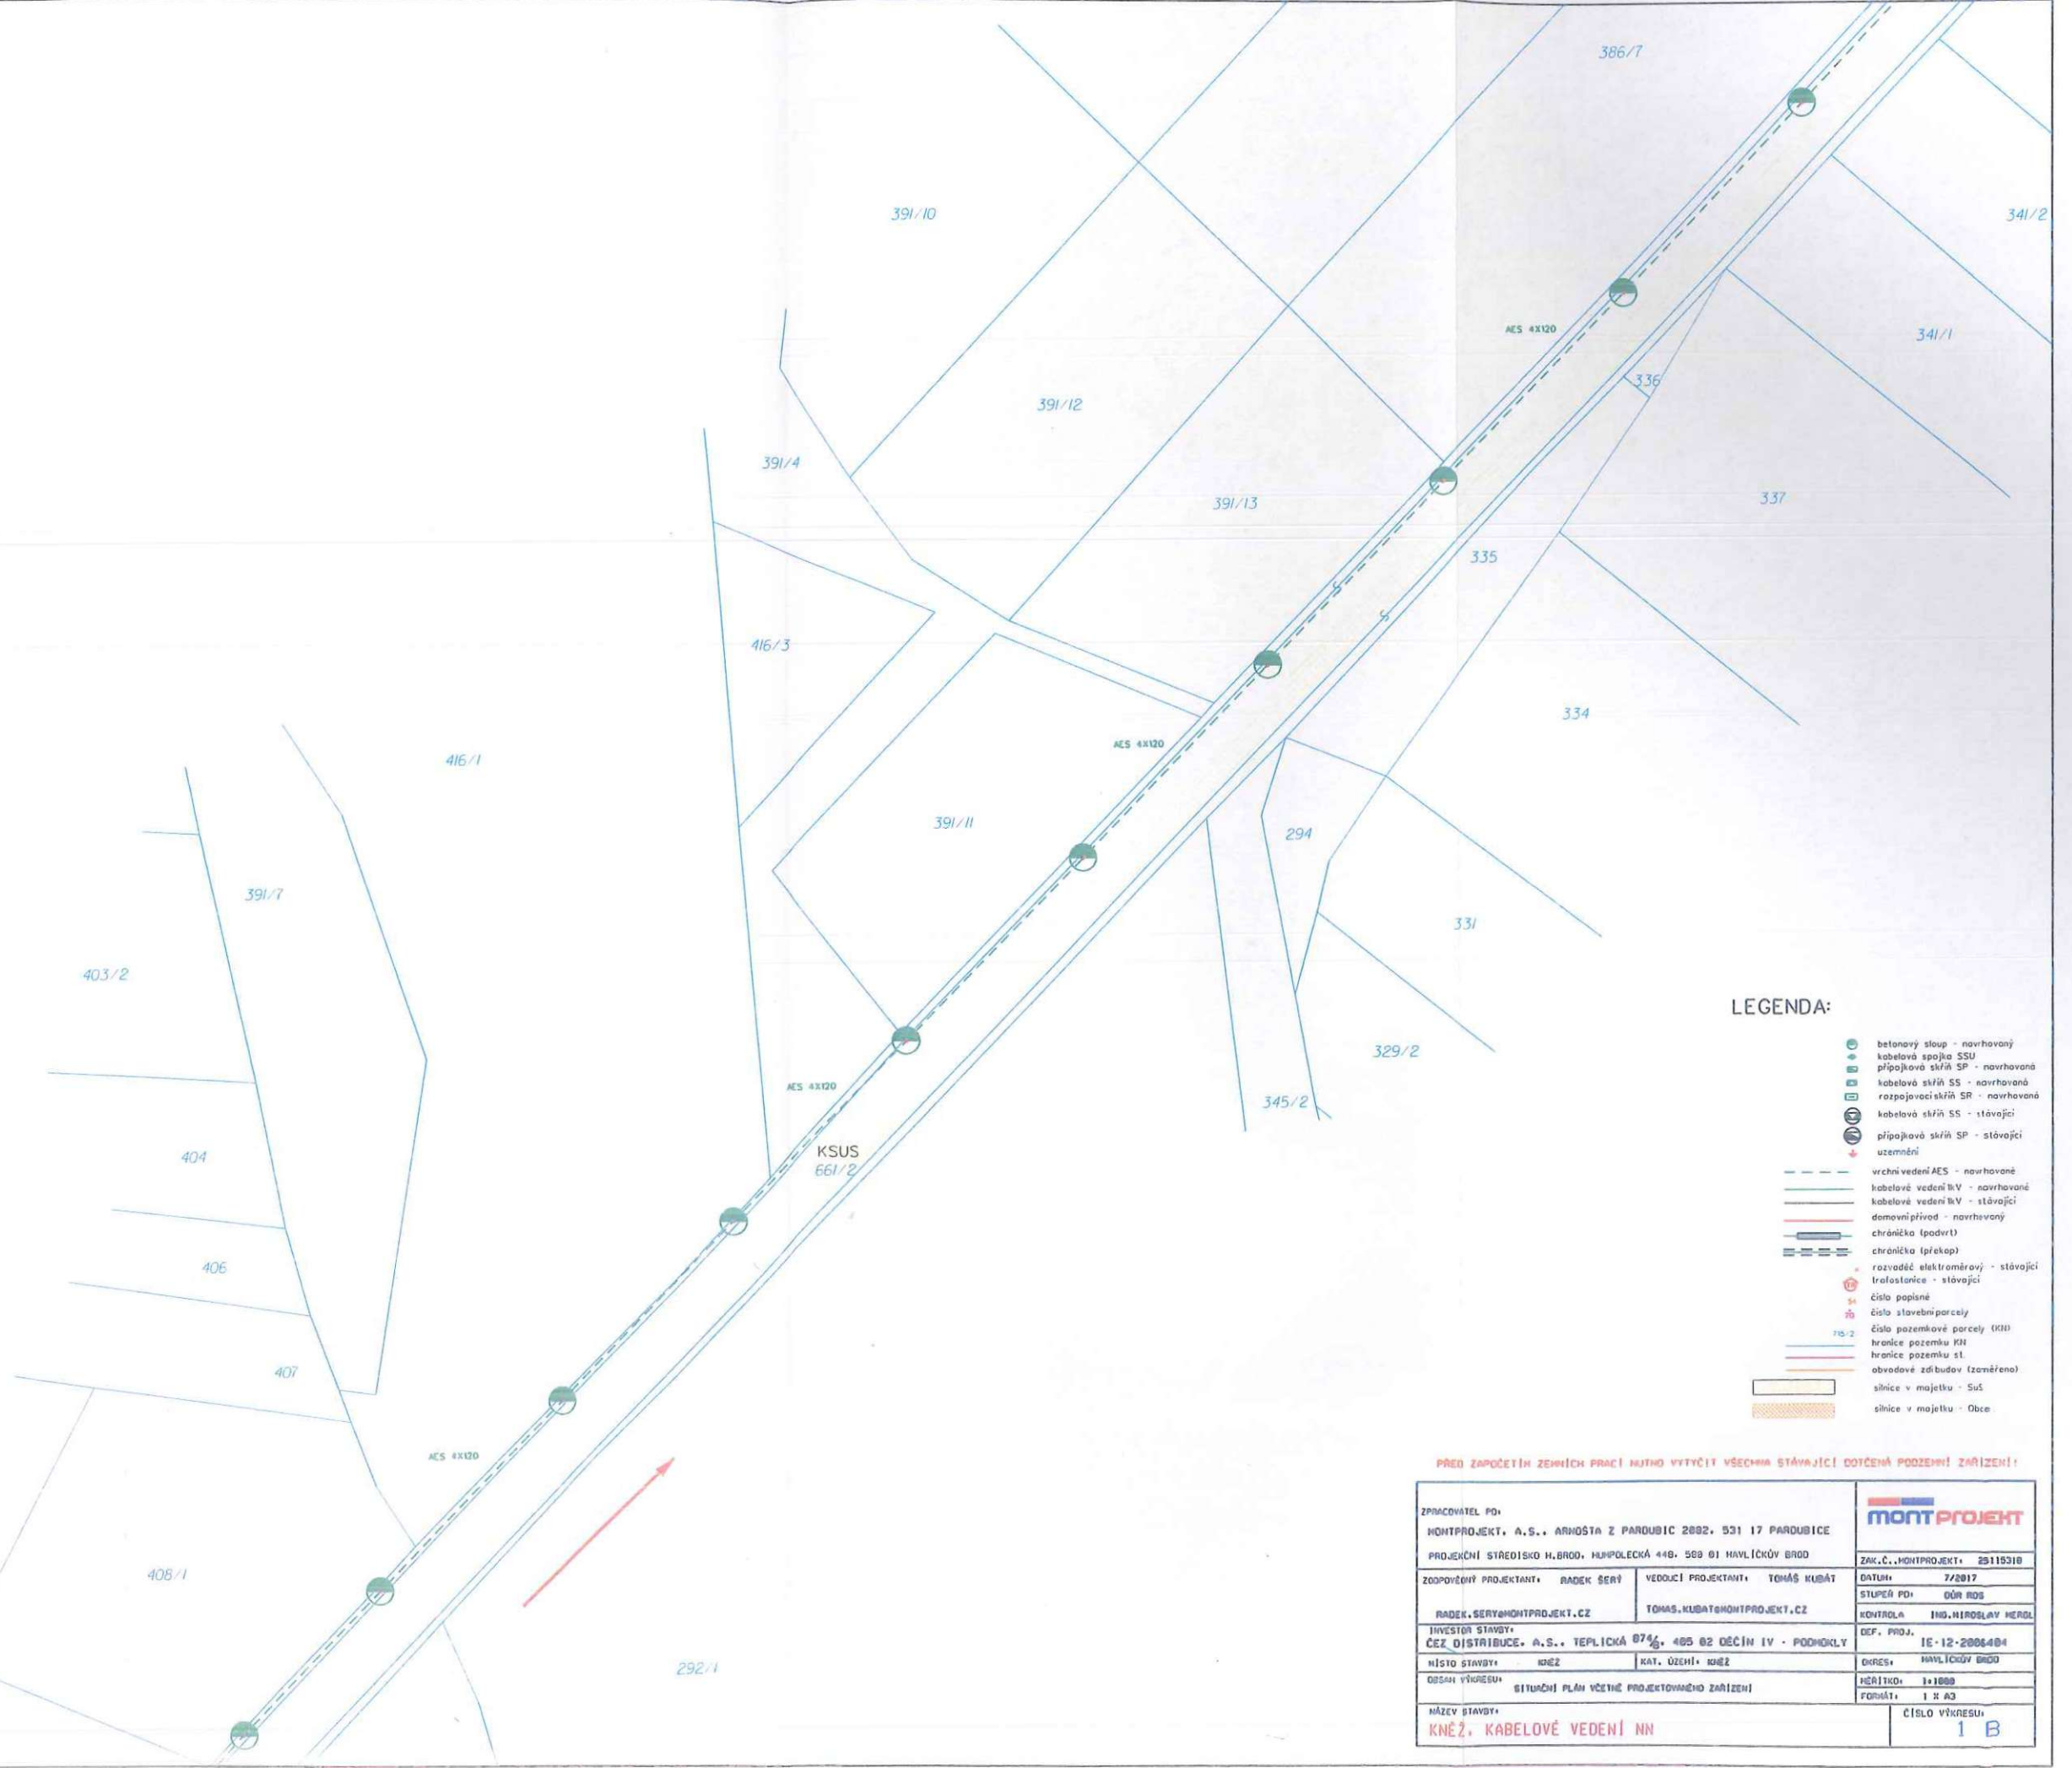 386/7
391/10
341/2
AES 4X120
341/1
336
391/12
391/4
391/13
337
335
416/3
334
AES 4X120
416/1
391/11
294
391/7
331
403/2
LEGENDA:
betonový sloup - navrhovaný
kabelová spojka SSU
přípojková skříň SP - navrhovaná
kabelová skříň SS - navrhovaná
rozpojovací skříň SR - navrhovaná
kabelová skříň SS - stávající
přípojková skříň SP - stávající
uzemnění
vrchní vedení AES - navrhované
kabelové vedení 1kV - navrhované
kabelové vedení 1kV - stávající
domovní přívod - navrhovaný
chránička (podvrt)
chránička (překop)
rozvaděč elektroměrový - stávající
trafostanice - stávající
číslo popisné
číslo stavební parcely
číslo pozemkové parcely (KN)
hranice pozemku KN
hranice pozemku st.
obvodové zdi budov (zaměřeno)
silnice v majetku - SuS
silnice v majetku - Obce
329/2
345/2
AES 4X120
KSUS
661/2
404
406
407
AES 4X120
408/1
292/1
PŘED ZAPOČETÍM ZEMNÍCH PRACÍ NUTNO VYTYČIT VŠECHNA STÁVAJÍCÍ DOTČENÁ PODZEMNÍ ZAŘÍZENÍ!
ZPRACOVATEL PD:
MONTPROJEKT, A.S., ARNOŠTA Z PARDUBIC 2082, 531 17 PARDUBICE
PROJEKČNÍ STŘEDISKO H.BROD, HUMPOLECKÁ 448, 580 01 HAVLÍČKŮV BROD
MONTPROJEKT
ZAK.Č.,MONTPROJEKT: 25115310
ZODPOVĚDNÝ PROJEKTANT: RADEK ŠERÝ
VEDOUCÍ PROJEKTANT: TOMÁŠ KUBÁT
DATUM: 7/2017
STUPEŇ PD: DÚR RDS
RADEK.SERY@MONTPROJEKT.CZ
TOMAS.KUBAT@MONTPROJEKT.CZ
KONTROLA
INVESTOR STAVBY:
ČEZ DISTRIBUCE, A.S., TEPLICKÁ 874/8, 405 02 DĚČÍN IV - PODMOKLY
DEF. PROJ.
IE-12-2006404
MÍSTO STAVBY: KNĚŽ
KAT. ÚZEMÍ: KNĚŽ
OKRES: HAVLÍČKŮV BROD
OBSAH VÝKRESU:
SITUAČNÍ PLÁN VČETNĚ PROJEKTOVANÉHO ZAŘÍZENÍ
MĚŘÍTKO: 1:1000
FORMÁT: 1 X A3
NÁZEV STAVBY:
KNĚŽ, KABELOVÉ VEDENÍ NN
ČÍSLO VÝKRESU:
1 B